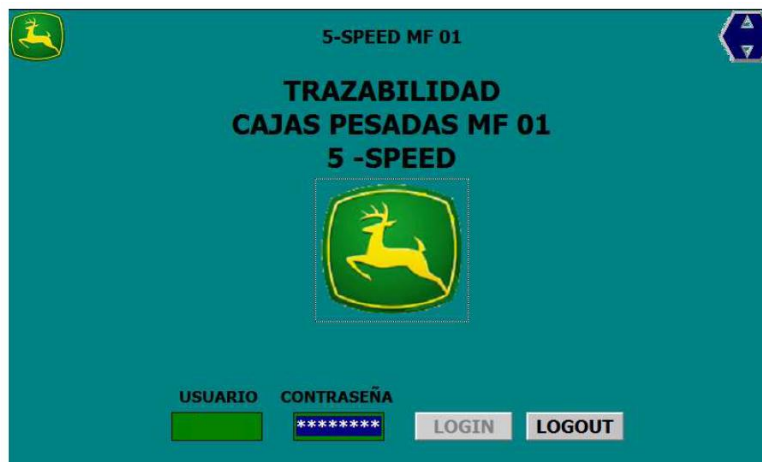 5-SPEED MF 01
TRAZABILIDAD
CAJAS PESADAS MF 01
5 -SPEED
USUARIO CONTRASEÑA
******** LOGIN LOGOUT